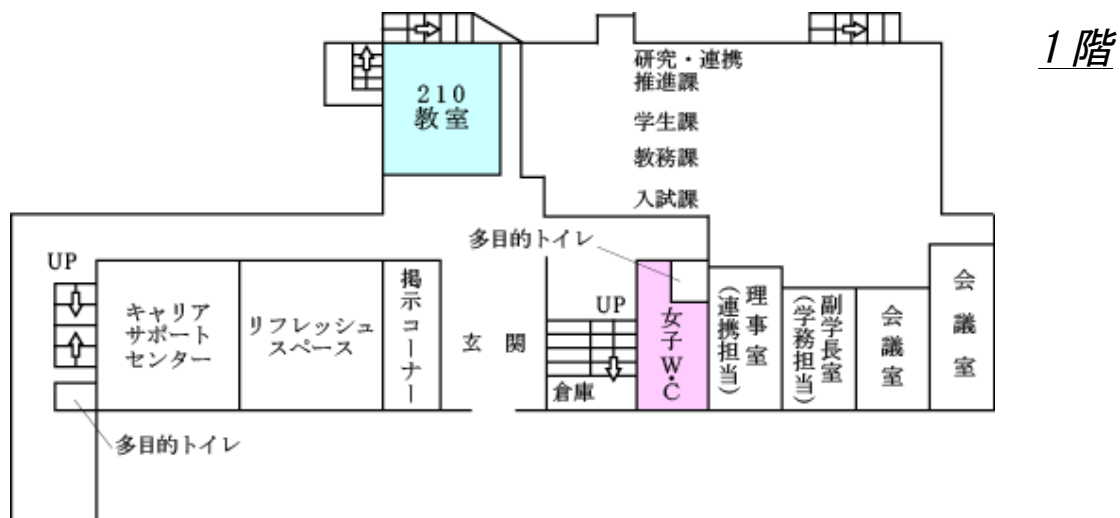 1階
研究・連携
推進課
210
教室
学生課
教務課
入試課
多目的トイレ
UP
キャリア
サポート
センター
リフレッシュ
スペース
掲示コーナー
玄関
UP
倉庫
女子W・C
理事室
(連携担当)
副学長室
(学務担当)
会議室
会議室
多目的トイレ